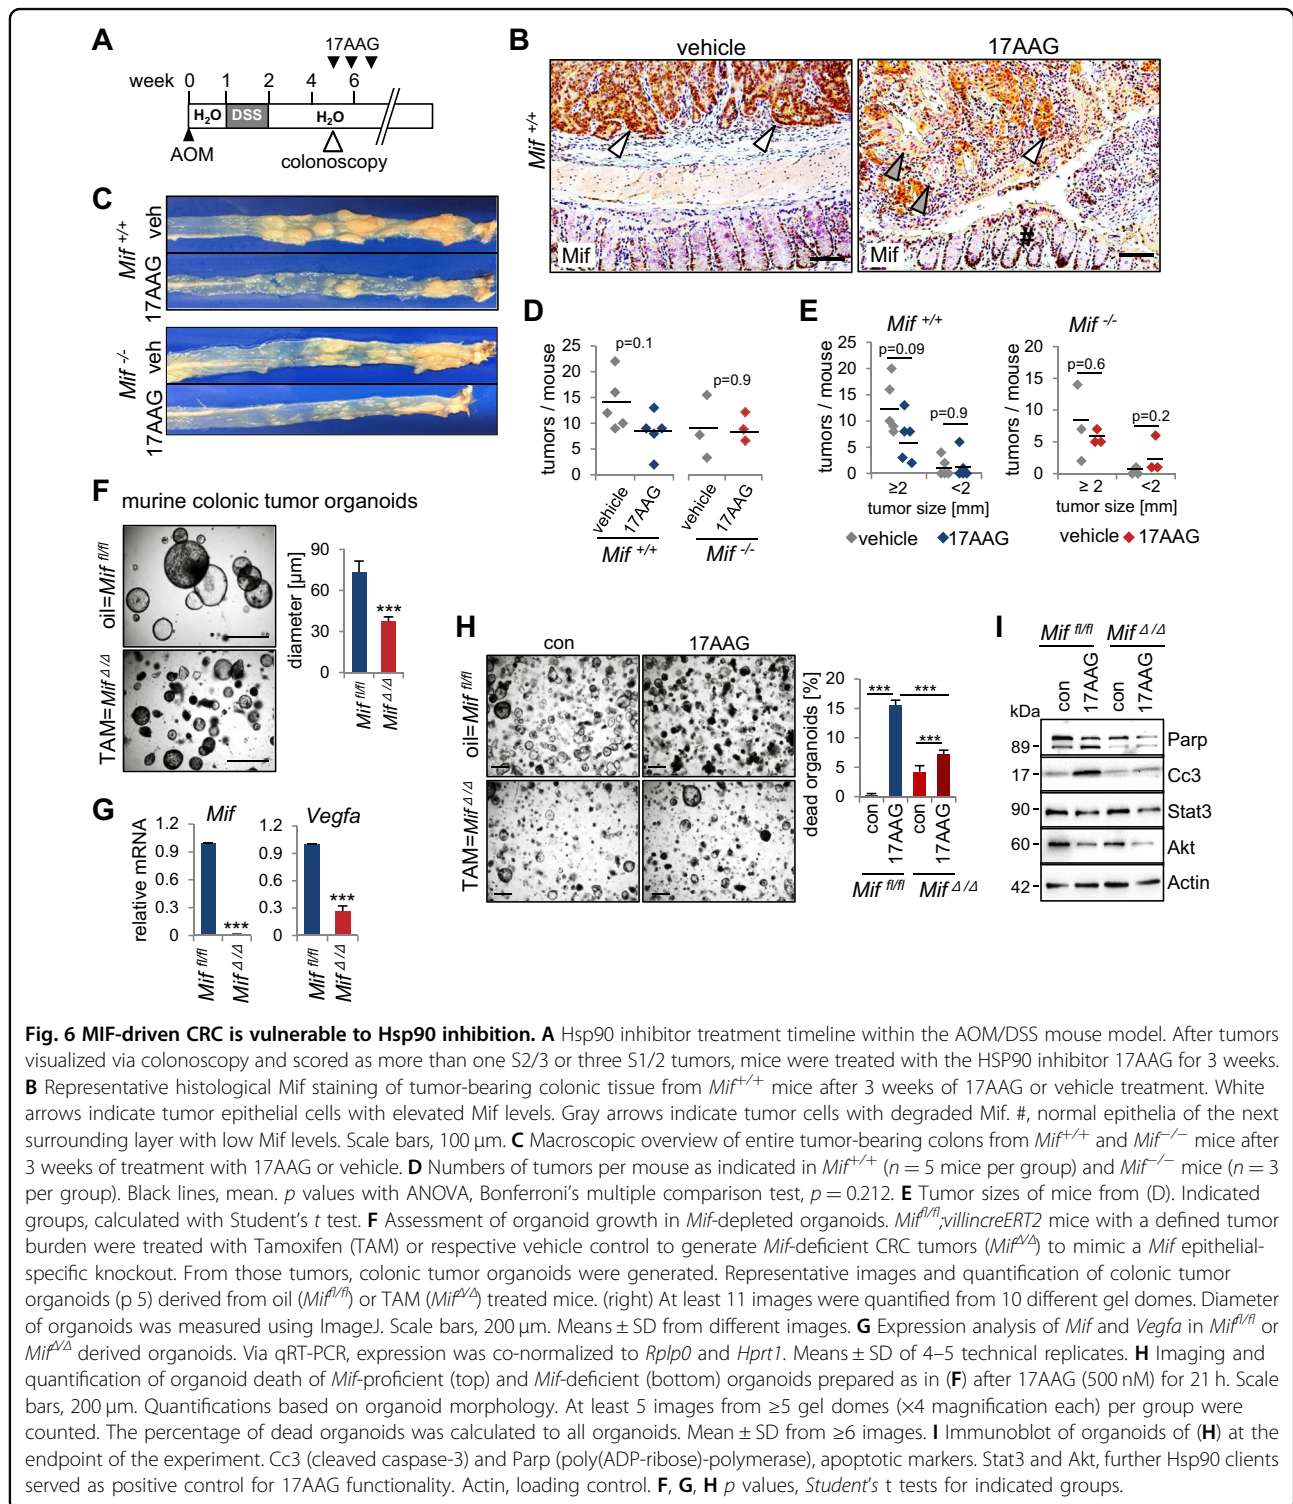 A
17AAG
week 0 1 2 4 6
H₂O DSS H₂O
AOM
colonoscopy
B
vehicle 17AAG
Mif +/+
Mif Mif
#
C
Mif +/+
veh
17AAG
Mif -/-
veh
17AAG
D
tumors / mouse
25
20
15
10
5
0
p=0.1
p=0.9
vehicle 17AAG vehicle 17AAG
Mif +/+ Mif -/-
E
Mif +/+ Mif -/-
tumors / mouse
25
20
15
10
5
0
p=0.09
p=0.9
≥2 <2
tumor size [mm]
vehicle 17AAG
tumors / mouse
20
15
10
5
0
p=0.6
p=0.2
≥ 2 <2
tumor size [mm]
vehicle 17AAG
F murine colonic tumor organoids
oil=Mif fl/fl
TAM=Mif Δ/Δ
diameter [µm]
90
60
30
0
***
Mif fl/fl
Mif Δ/Δ
G
Mif Vegfa
relative mRNA
1.2
0.9
0.6
0.3
0
***
Mif fl/fl
Mif Δ/Δ
1.2
0.9
0.6
0.3
0
***
Mif fl/fl
Mif Δ/Δ
H
con 17AAG
oil=Mif fl/fl
TAM=Mif Δ/Δ
dead organoids [%]
20
15
10
5
0
*** ***
***
con 17AAG con 17AAG
Mif fl/fl Mif Δ/Δ
I
Mif fl/fl Mif Δ/Δ
con 17AAG con 17AAG
kDa
89 Parp
17 Cc3
90 Stat3
60 Akt
42 Actin
Fig. 6 MIF-driven CRC is vulnerable to Hsp90 inhibition. A Hsp90 inhibitor treatment timeline within the AOM/DSS mouse model. After tumors
visualized via colonoscopy and scored as more than one S2/3 or three S1/2 tumors, mice were treated with the HSP90 inhibitor 17AAG for 3 weeks.
B Representative histological Mif staining of tumor-bearing colonic tissue from Mif+/+ mice after 3 weeks of 17AAG or vehicle treatment. White
arrows indicate tumor epithelial cells with elevated Mif levels. Gray arrows indicate tumor cells with degraded Mif. #, normal epithelia of the next
surrounding layer with low Mif levels. Scale bars, 100 µm. C Macroscopic overview of entire tumor-bearing colons from Mif+/+ and Mif−/− mice after
3 weeks of treatment with 17AAG or vehicle. D Numbers of tumors per mouse as indicated in Mif+/+ (n = 5 mice per group) and Mif−/− mice (n = 3
per group). Black lines, mean. p values with ANOVA, Bonferroni's multiple comparison test, p = 0.212. E Tumor sizes of mice from (D). Indicated
groups, calculated with Student's t test. F Assessment of organoid growth in Mif-depleted organoids. Miffl/fl;villincreERT2 mice with a defined tumor
burden were treated with Tamoxifen (TAM) or respective vehicle control to generate Mif-deficient CRC tumors (MifΔ/Δ) to mimic a Mif epithelial-
specific knockout. From those tumors, colonic tumor organoids were generated. Representative images and quantification of colonic tumor
organoids (p 5) derived from oil (Miffl/fl) or TAM (MifΔ/Δ) treated mice. (right) At least 11 images were quantified from 10 different gel domes. Diameter
of organoids was measured using ImageJ. Scale bars, 200 µm. Means ± SD from different images. G Expression analysis of Mif and Vegfa in Miffl/fl or
MifΔ/Δ derived organoids. Via qRT-PCR, expression was co-normalized to Rplp0 and Hprt1. Means ± SD of 4–5 technical replicates. H Imaging and
quantification of organoid death of Mif-proficient (top) and Mif-deficient (bottom) organoids prepared as in (F) after 17AAG (500 nM) for 21 h. Scale
bars, 200 µm. Quantifications based on organoid morphology. At least 5 images from ≥5 gel domes (×4 magnification each) per group were
counted. The percentage of dead organoids was calculated to all organoids. Mean ± SD from ≥6 images. I Immunoblot of organoids of (H) at the
endpoint of the experiment. Cc3 (cleaved caspase-3) and Parp (poly(ADP-ribose)-polymerase), apoptotic markers. Stat3 and Akt, further Hsp90 clients
served as positive control for 17AAG functionality. Actin, loading control. F, G, H p values, Student's t tests for indicated groups.